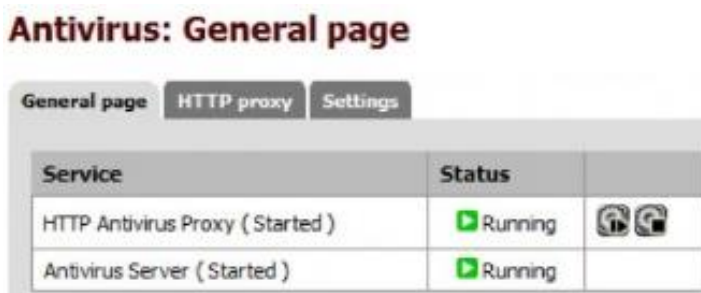 Antivirus: General page
General page HTTP proxy Settings
Service Status
HTTP Antivirus Proxy ( Started ) Running
Antivirus Server ( Started ) Running